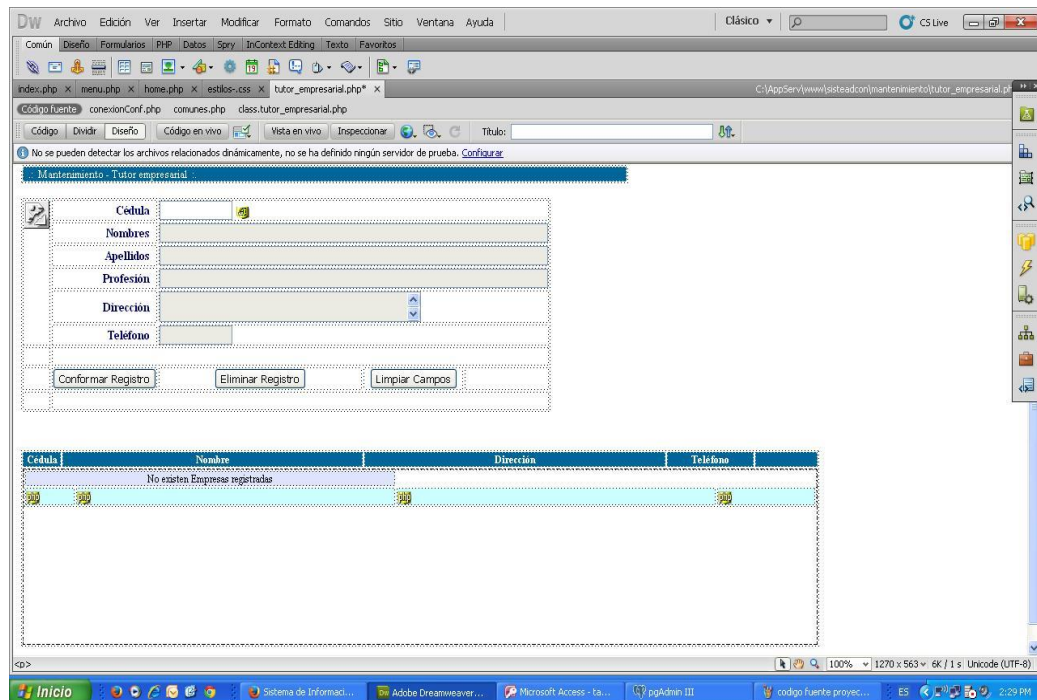 DW Archivo Edición Ver Insertar Modificar Formato Comandos Sitio Ventana Ayuda Clásico CS Live
Común Diseño Formularios PHP Datos Spry InContext Editing Texto Favoritos
index.php × menu.php × home.php × estilos-.css × tutor_empresarial.php* × C:\AppServ\www\sisteadcon\mantenimiento\tutor_empresarial.p
Código fuente conexionConf.php comunes.php class.tutor_empresarial.php
Código Dividir Diseño Código en vivo Vista en vivo Inspeccionar Título:
No se pueden detectar los archivos relacionados dinámicamente, no se ha definido ningún servidor de prueba. Configurar
.: Mantenimiento - Tutor empresarial :.
Cédula
Nombres
Apellidos
Profesión
Dirección
Teléfono
Conformar Registro Eliminar Registro Limpiar Campos
Cédula Nombre Dirección Teléfono
No existen Empresas registradas
php php php php
<p> 100% 1270 x 563 6K / 1 s Unicode (UTF-8)
Inicio Sistema de Informaci... Adobe Dreamweaver... Microsoft Access - ta... pgAdmin III codigo fuente proyec... ES 2:29 PM